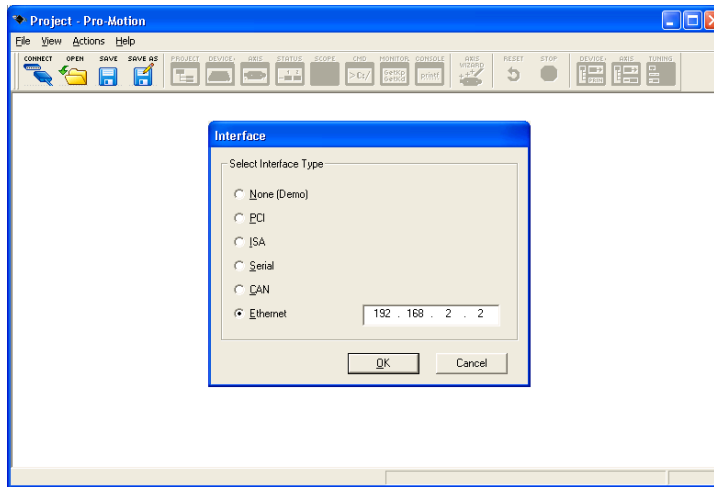 Project - Pro-Motion
File View Actions Help
CONNECT OPEN SAVE SAVE AS PROJECT DEVICE AXIS STATUS SCOPE CMD MONITOR CONSOLE AXIS WIZARD RESET STOP DEVICE AXIS TUNING
>C:/ GetKp GetKd printf
Interface
Select Interface Type
None (Demo)
PCI
ISA
Serial
CAN
Ethernet 192 . 168 . 2 . 2
OK Cancel